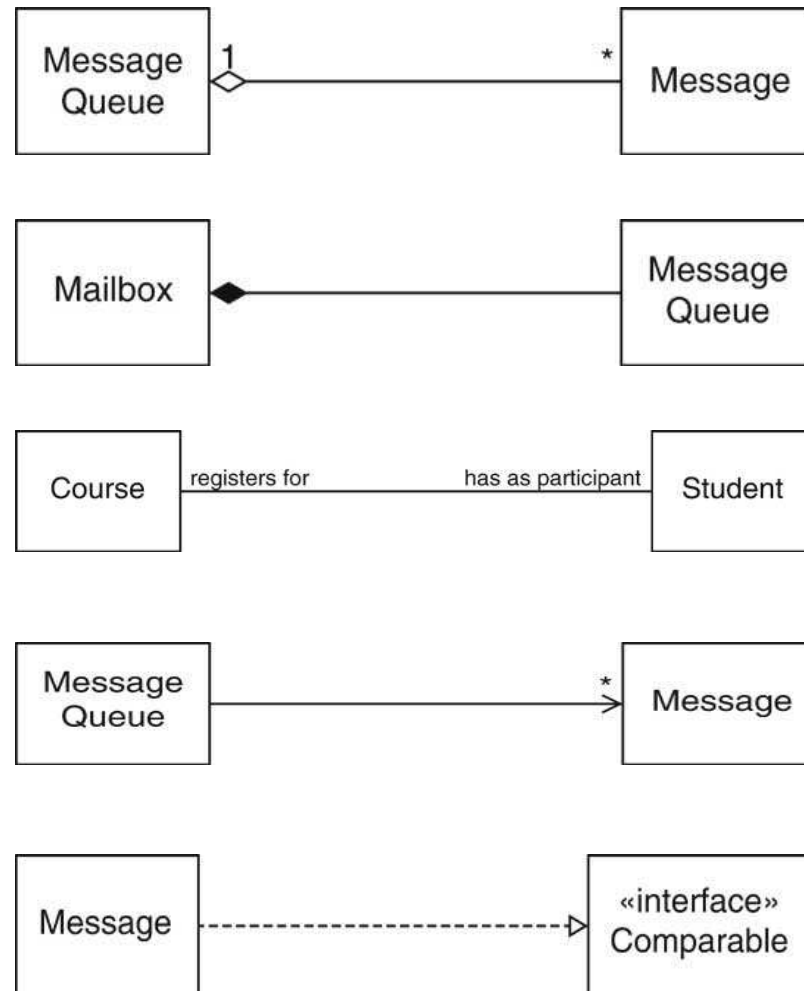 Message
Queue
1
*
Message
Mailbox
Message
Queue
Course
registers for
has as participant
Student
Message
Queue
*
Message
Message
«interface»
Comparable